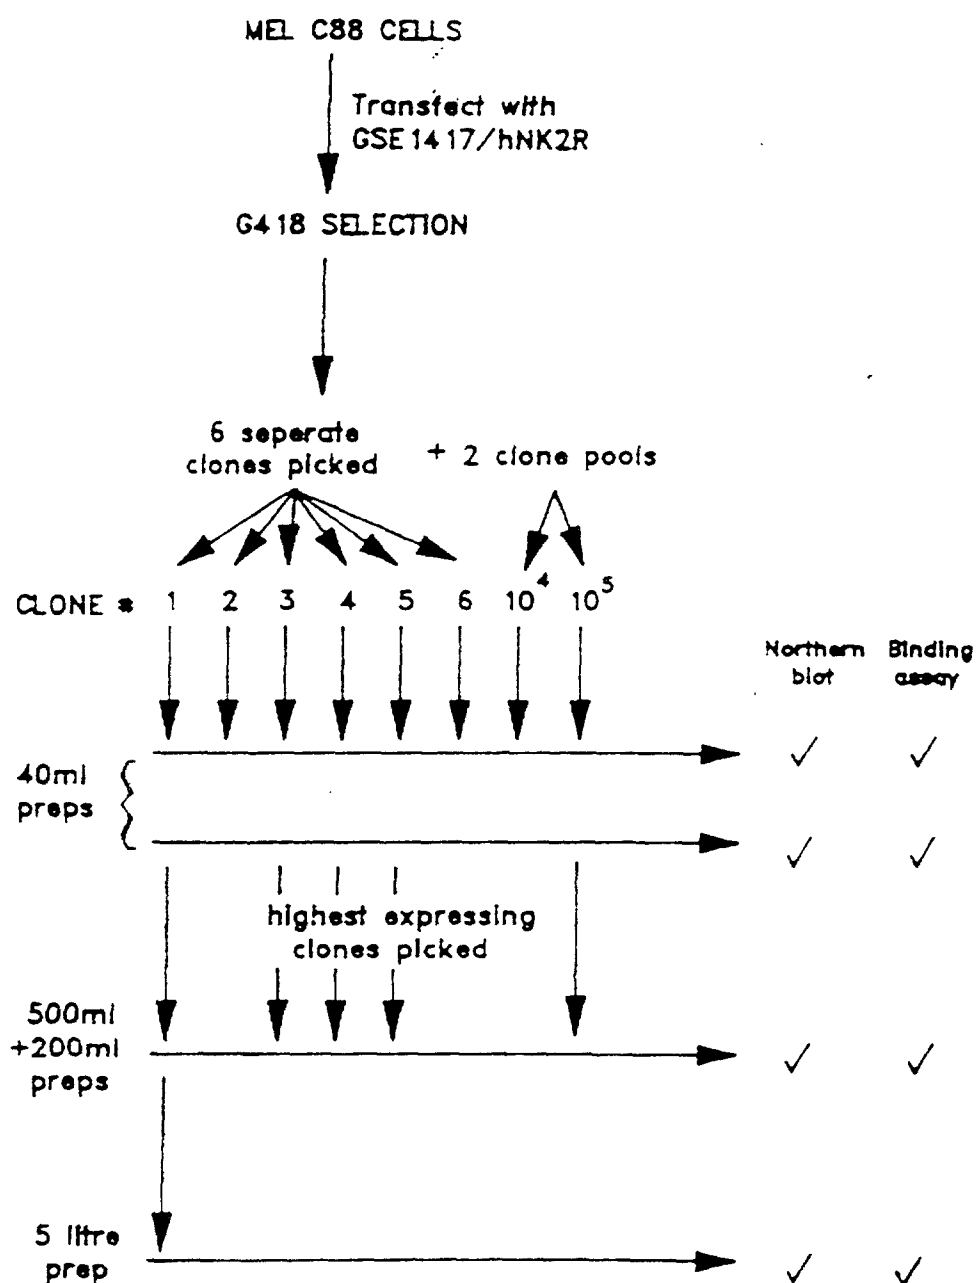 MEL C88 CELLS
Transfect with
GSE1417/hNK2R
G418 SELECTION
6 seperate
clones picked
+ 2 clone pools
CLONE # 1 2 3 4 5 6 10^4 10^5
Northern
blot
Binding
assay
40ml
preps
highest expressing
clones picked
500ml
+200ml
preps
5 litre
prep